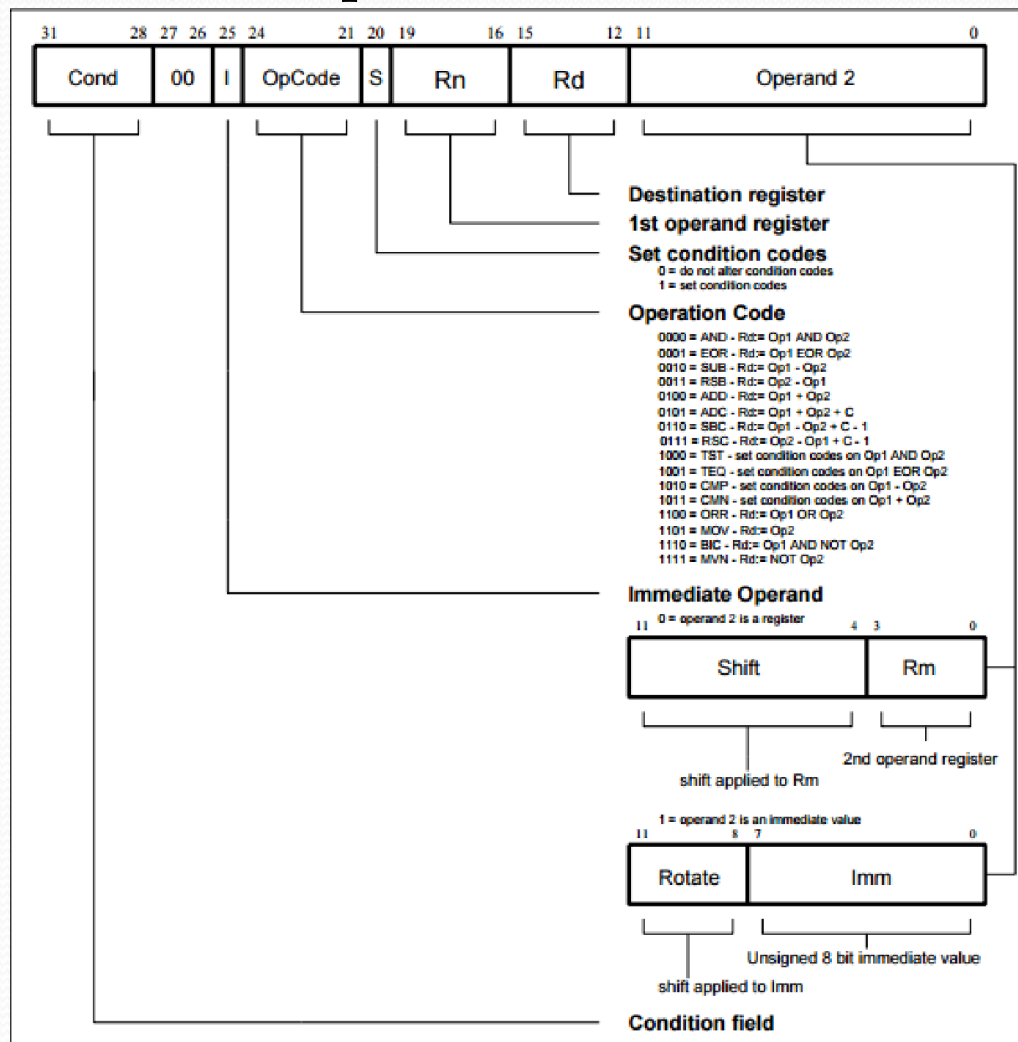 31 28 27 26 25 24 21 20 19 16 15 12 11 0
Cond 00 I OpCode S Rn Rd Operand 2
Destination register
1st operand register
Set condition codes
0 = do not alter condition codes
1 = set condition codes
Operation Code
0000 = AND - Rd:= Op1 AND Op2
0001 = EOR - Rd:= Op1 EOR Op2
0010 = SUB - Rd:= Op1 - Op2
0011 = RSB - Rd:= Op2 - Op1
0100 = ADD - Rd:= Op1 + Op2
0101 = ADC - Rd:= Op1 + Op2 + C
0110 = SBC - Rd:= Op1 - Op2 + C - 1
0111 = RSC - Rd:= Op2 - Op1 + C - 1
1000 = TST - set condition codes on Op1 AND Op2
1001 = TEQ - set condition codes on Op1 EOR Op2
1010 = CMP - set condition codes on Op1 - Op2
1011 = CMN - set condition codes on Op1 + Op2
1100 = ORR - Rd:= Op1 OR Op2
1101 = MOV - Rd:= Op2
1110 = BIC - Rd:= Op1 AND NOT Op2
1111 = MVN - Rd:= NOT Op2
Immediate Operand
0 = operand 2 is a register
11 4 3 0
Shift Rm
2nd operand register
shift applied to Rm
1 = operand 2 is an immediate value
11 8 7 0
Rotate Imm
Unsigned 8 bit immediate value
shift applied to Imm
Condition field